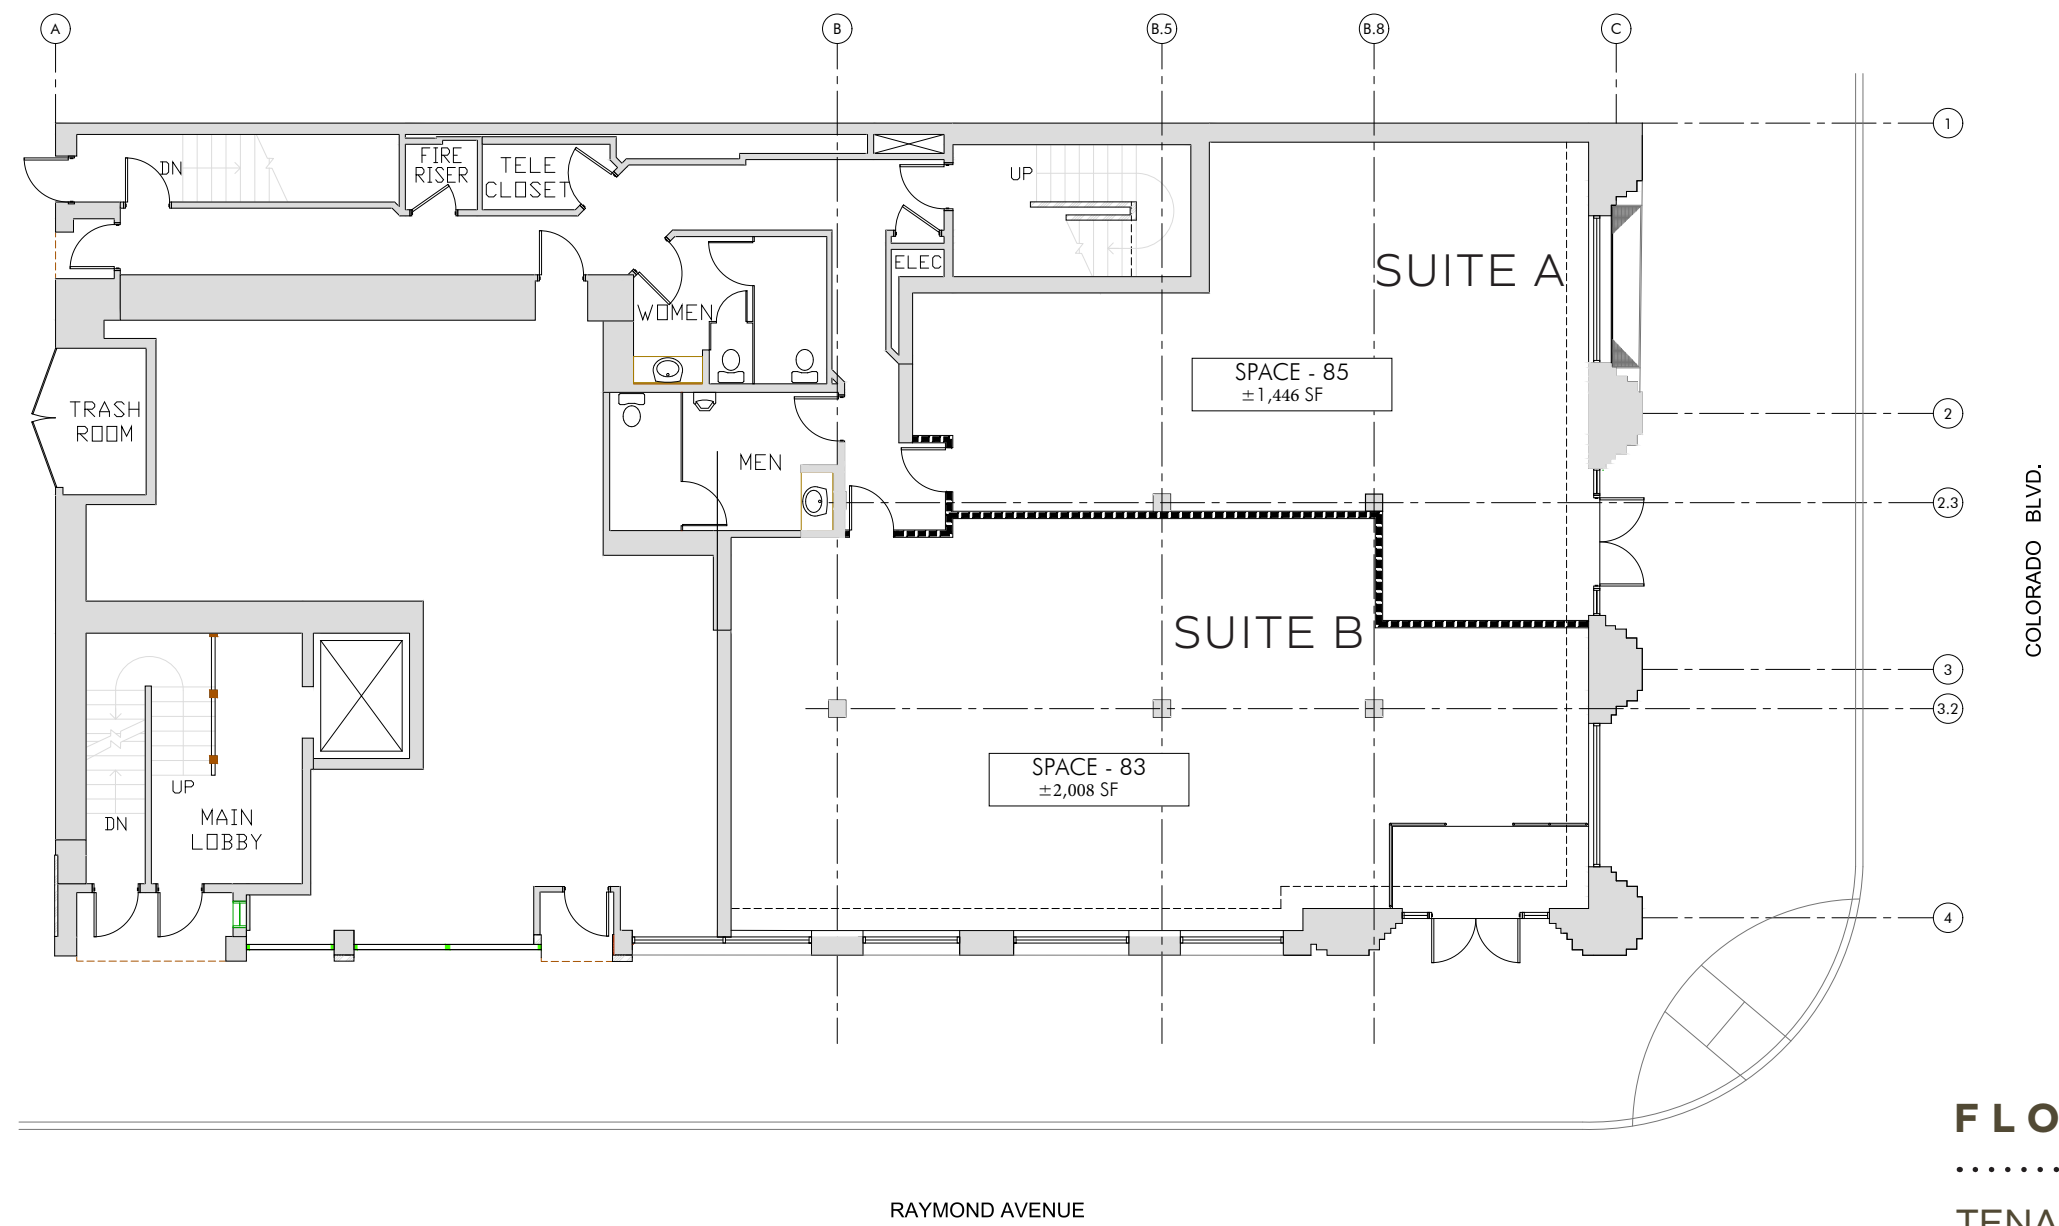 A
B
B.5
B.8
C
1
DN
FIRE
RISER
TELE
CLOSET
UP
ELEC
SUITE A
WOMEN
SPACE - 85
±1,446 SF
TRASH
ROOM
2
MEN
2.3
COLORADO BLVD.
SUITE B
3
3.2
SPACE - 83
±2,008 SF
UP
DN
MAIN
LOBBY
4
FLO
.......
TENA
RAYMOND AVENUE